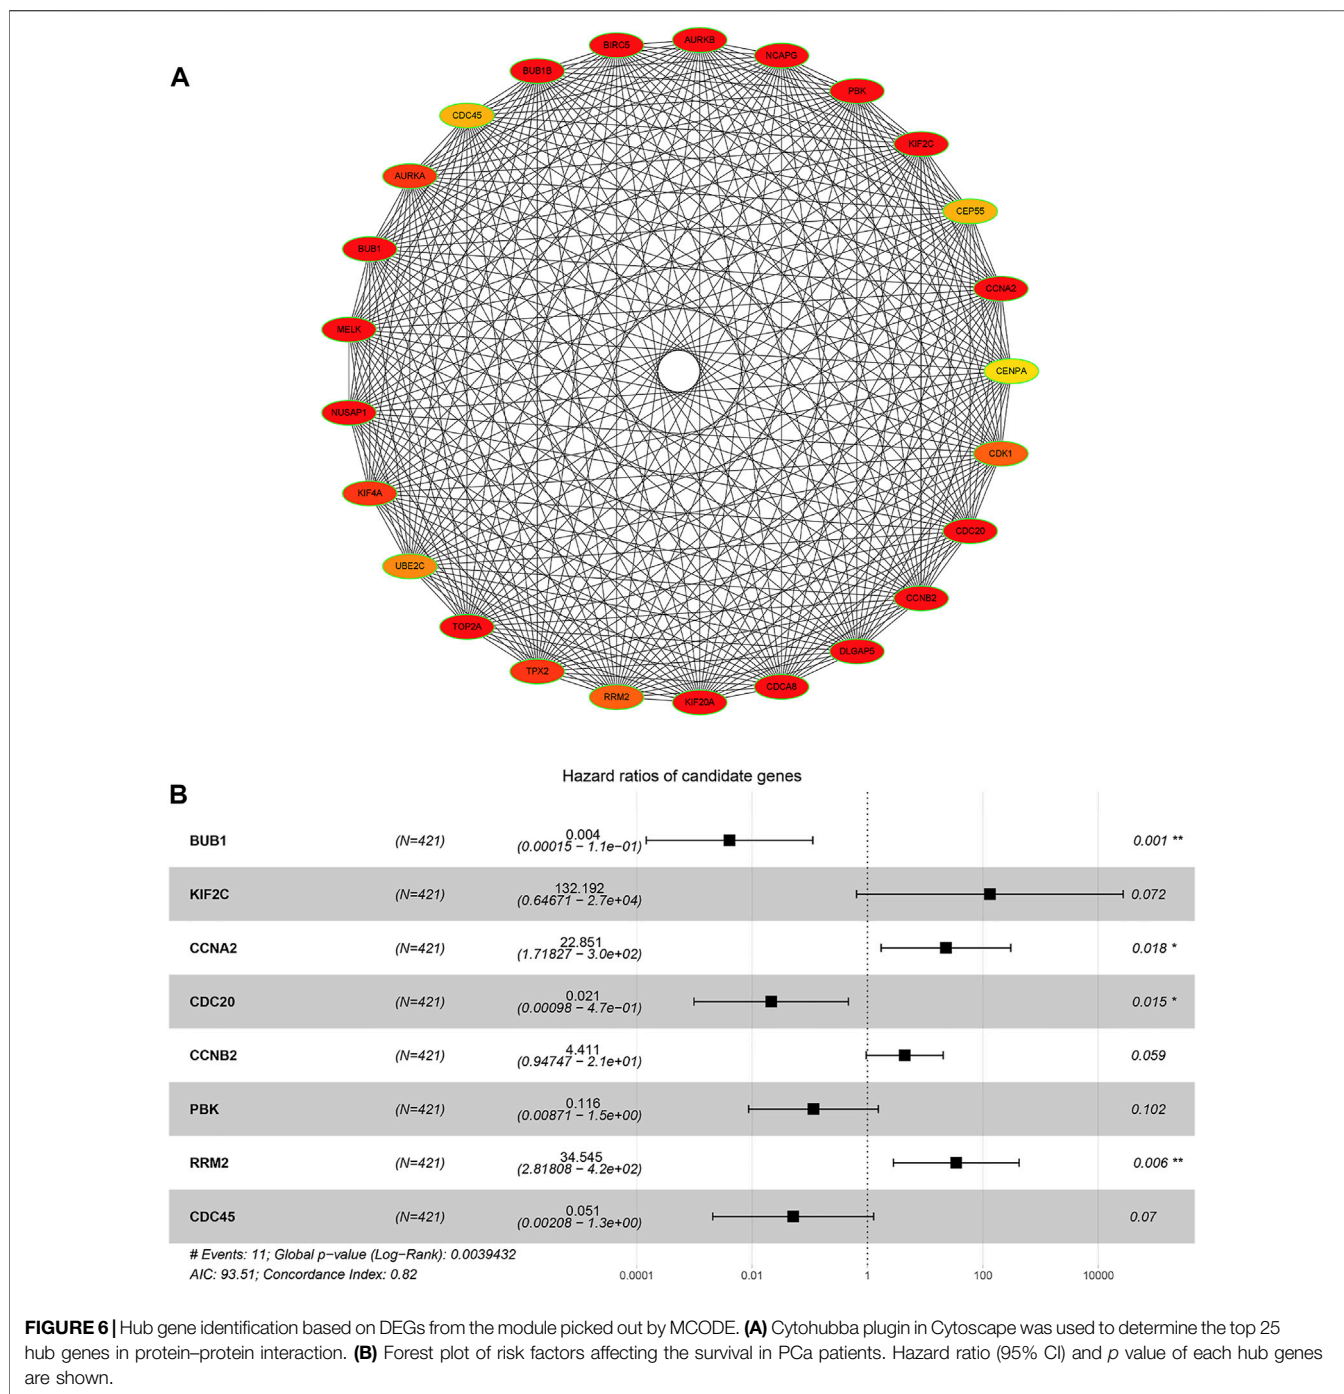 A
BIRC5
AURKB
NCAPG
BUB1B
PBK
CDC45
KIF2C
AURKA
CEP55
BUB1
CCNA2
MELK
CENPA
NUSAP1
CDK1
KIF4A
CDC20
UBE2C
CCNB2
TOP2A
DLGAP5
TPX2
CDCA8
RRM2
KIF20A
Hazard ratios of candidate genes
B
BUB1 (N=421) 0.004 (0.00015 − 1.1e−01) 0.001 **
KIF2C (N=421) 132.192 (0.64671 − 2.7e+04) 0.072
CCNA2 (N=421) 22.851 (1.71827 − 3.0e+02) 0.018 *
CDC20 (N=421) 0.021 (0.00098 − 4.7e−01) 0.015 *
CCNB2 (N=421) 4.411 (0.94747 − 2.1e+01) 0.059
PBK (N=421) 0.116 (0.00871 − 1.5e+00) 0.102
RRM2 (N=421) 34.545 (2.81808 − 4.2e+02) 0.006 **
CDC45 (N=421) 0.051 (0.00208 − 1.3e+00) 0.07
# Events: 11; Global p−value (Log−Rank): 0.0039432
AIC: 93.51; Concordance Index: 0.82
0.0001 0.01 1 100 10000
FIGURE 6 | Hub gene identification based on DEGs from the module picked out by MCODE. (A) Cytohubba plugin in Cytoscape was used to determine the top 25
hub genes in protein–protein interaction. (B) Forest plot of risk factors affecting the survival in PCa patients. Hazard ratio (95% CI) and p value of each hub genes
are shown.